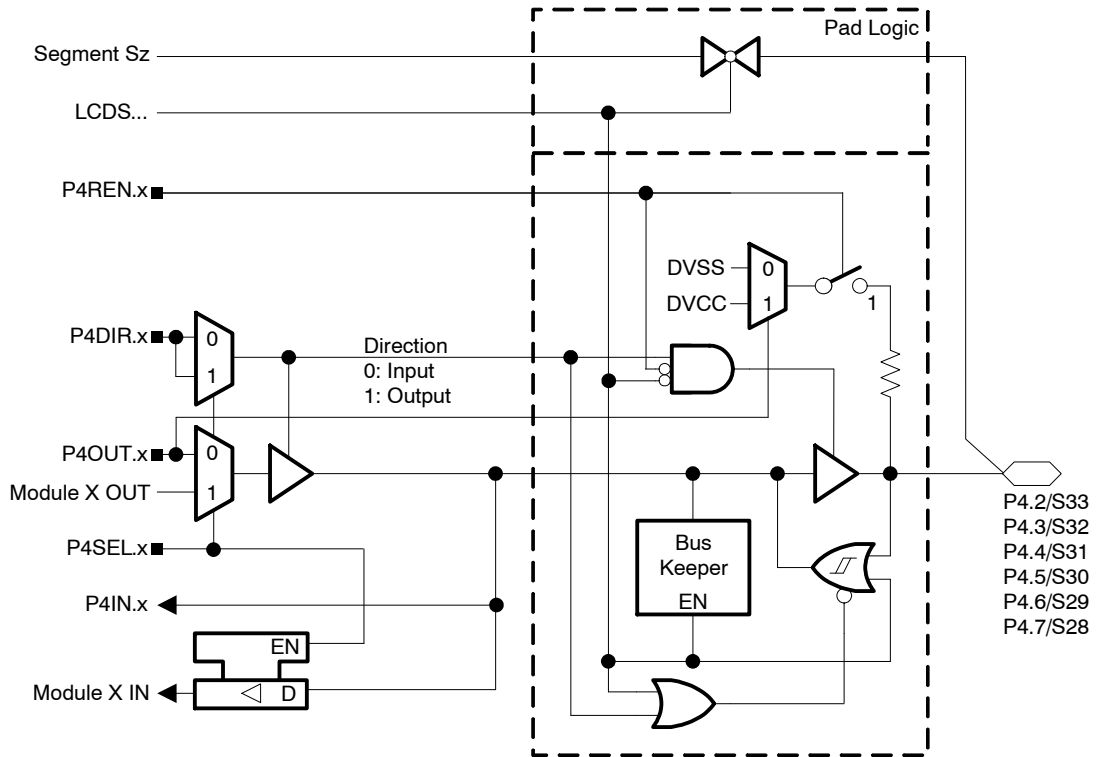 Pad Logic
Segment Sz
LCDS...
P4REN.x
DVSS
0
DVCC
1
1
P4DIR.x
0
1
Direction
0: Input
1: Output
P4OUT.x
0
Module X OUT
1
P4SEL.x
P4IN.x
EN
Module X IN
D
Bus
Keeper
EN
P4.2/S33
P4.3/S32
P4.4/S31
P4.5/S30
P4.6/S29
P4.7/S28